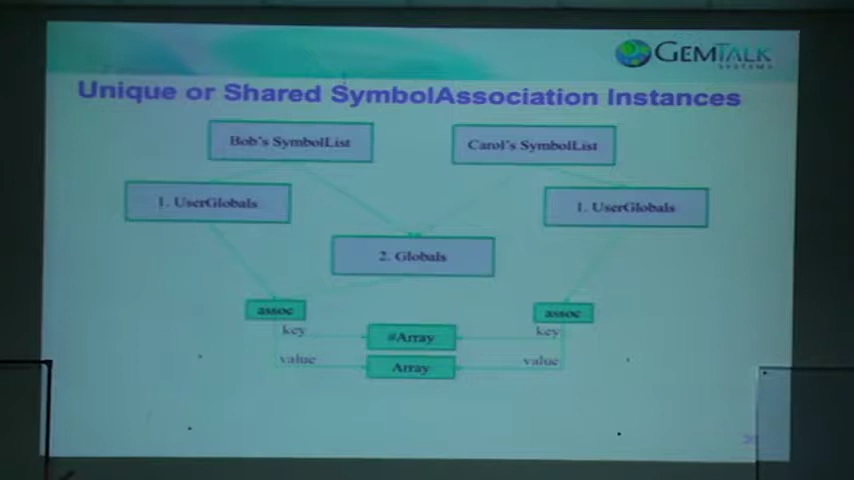 GEMTALK
SYSTEMS
Unique or Shared SymbolAssociation Instances
Bob's SymbolList
Carol's SymbolList
1. UserGlobals
1. UserGlobals
2. Globals
assoc
assoc
key
#Array
key
value
Array
value